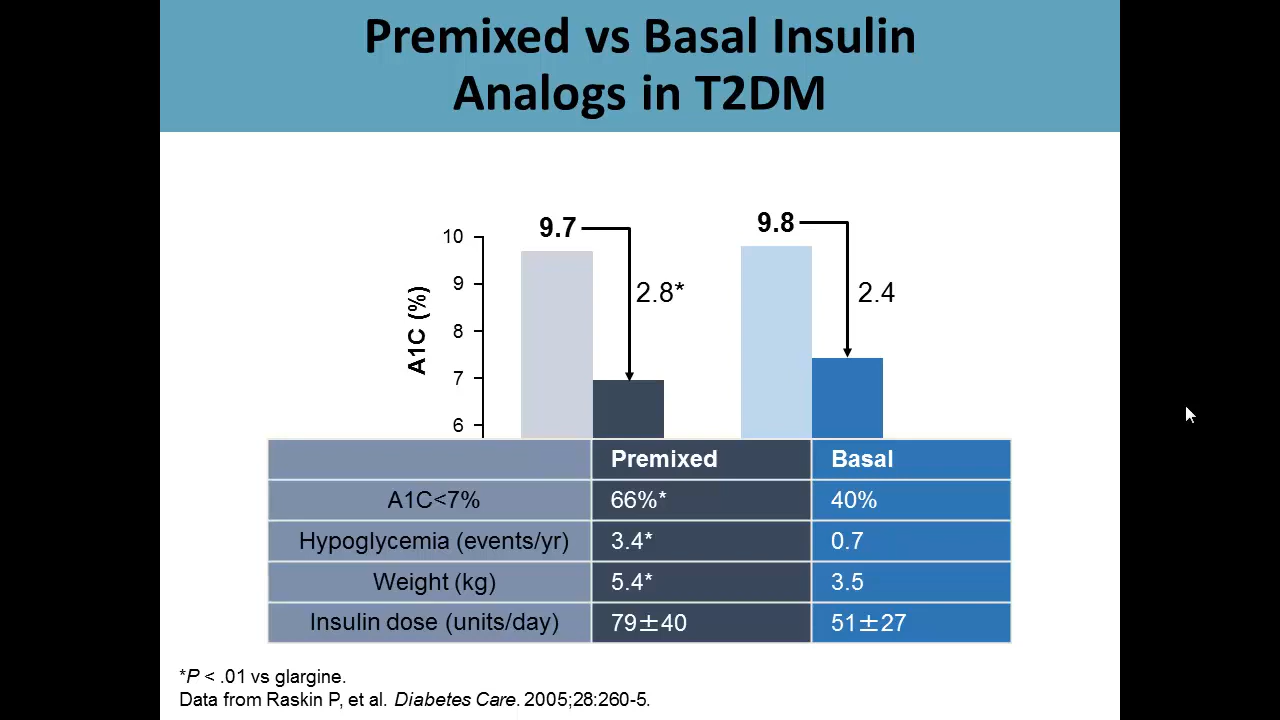 Premixed vs Basal Insulin
Analogs in T2DM
9.7
9.8
10
9
8
7
6
A1C (%)
2.8*
2.4
Premixed Basal
A1C<7% 66%* 40%
Hypoglycemia (events/yr) 3.4* 0.7
Weight (kg) 5.4* 3.5
Insulin dose (units/day) 79±40 51±27
*P < .01 vs glargine.
Data from Raskin P, et al. Diabetes Care. 2005;28:260-5.